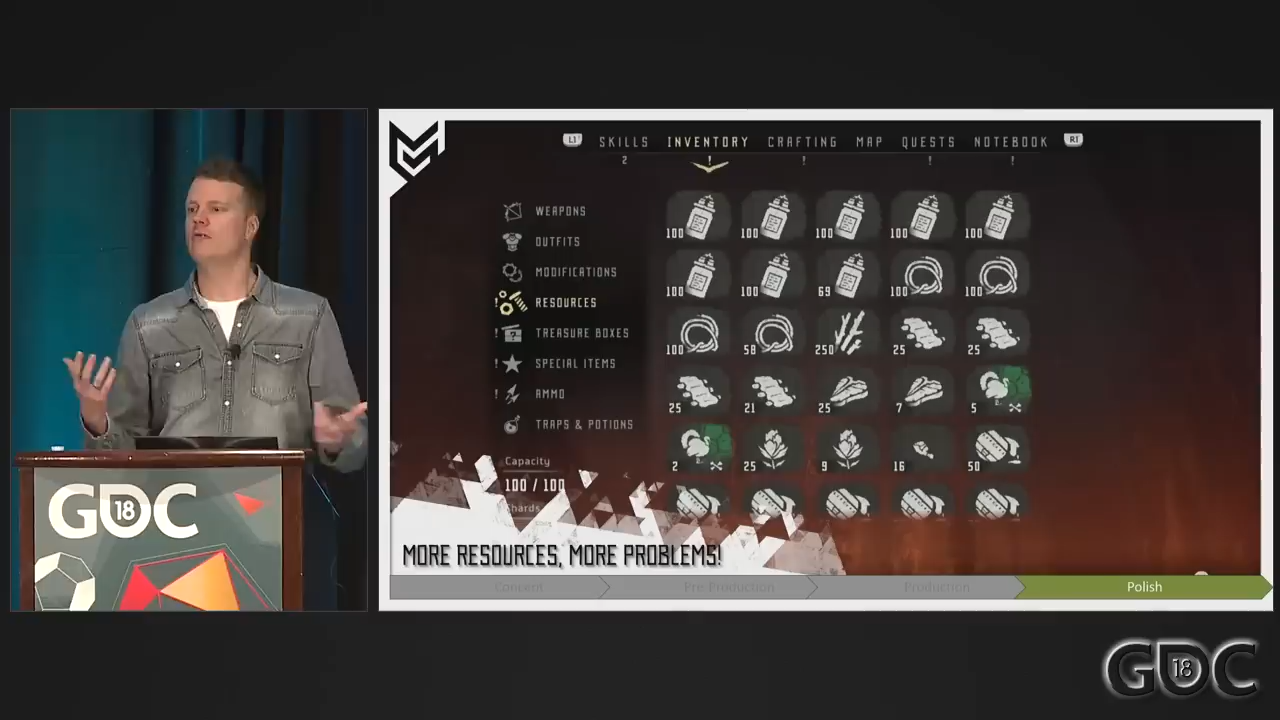 L1 SKILLS INVENTORY CRAFTING MAP QUESTS NOTEBOOK R1
2 ! ! ! !
WEAPONS
OUTFITS
MODIFICATIONS
! RESOURCES
! TREASURE BOXES
! SPECIAL ITEMS
! AMMO
TRAPS & POTIONS
Capacity
100 / 100
Shards
100 100 100 100 100
100 100 69 100 100
100 58 250 25 25
25 21 25 7 5
2 25 9 16 50
MORE RESOURCES, MORE PROBLEMS!
Concept Pre Production Production Polish
GDC 18
GDC 18